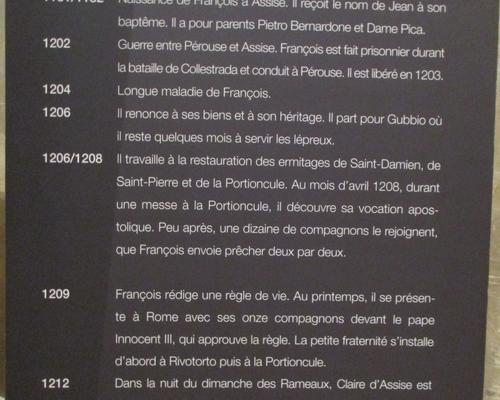 Naissance de François à Assise. Il reçoit le nom de Jean à son
baptême. Il a pour parents Pietro Bernardone et Dame Pica.
1202 Guerre entre Pérouse et Assise. François est fait prisonnier durant
la bataille de Collestrada et conduit à Pérouse. Il est libéré en 1203.
1204 Longue maladie de François.
1206 Il renonce à ses biens et à son héritage. Il part pour Gubbio où
il reste quelques mois à servir les lépreux.
1206/1208 Il travaille à la restauration des ermitages de Saint-Damien, de
Saint-Pierre et de la Portioncule. Au mois d'avril 1208, durant
une messe à la Portioncule, il découvre sa vocation apos-
tolique. Peu après, une dizaine de compagnons le rejoignent,
que François envoie prêcher deux par deux.
1209 François rédige une règle de vie. Au printemps, il se présen-
te à Rome avec ses onze compagnons devant le pape
Innocent III, qui approuve la règle. La petite fraternité s'installe
d'abord à Rivotorto puis à la Portioncule.
1212 Dans la nuit du dimanche des Rameaux, Claire d'Assise est